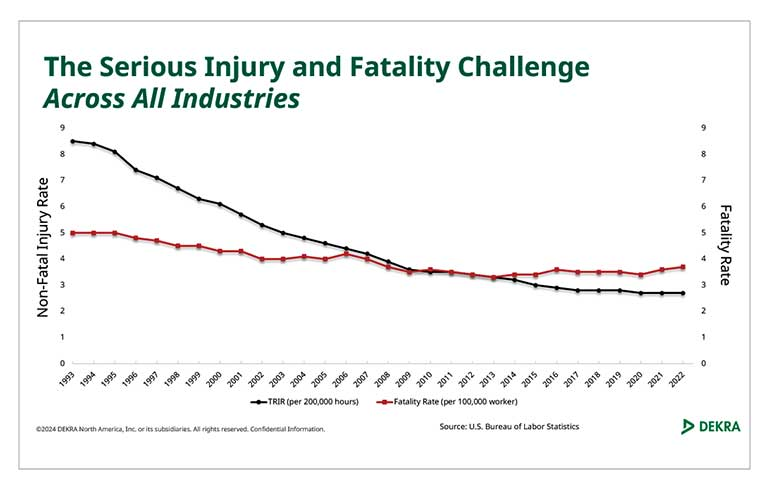 The Serious Injury and Fatality Challenge
Across All Industries
9
8
7
6
5
4
3
2
1
0
Non-Fatal Injury Rate
9
8
7
6
5
4
3
2
1
0
Fatality Rate
1993 1994 1995 1996 1997 1998 1999 2000 2001 2002 2003 2004 2005 2006 2007 2008 2009 2010 2011 2012 2013 2014 2015 2016 2017 2018 2019 2020 2021 2022
TRIR (per 200,000 hours) Fatality Rate (per 100,000 worker)
©2024 DEKRA North America, Inc. or its subsidiaries. All rights reserved. Confidential Information.
Source: U.S. Bureau of Labor Statistics
DEKRA